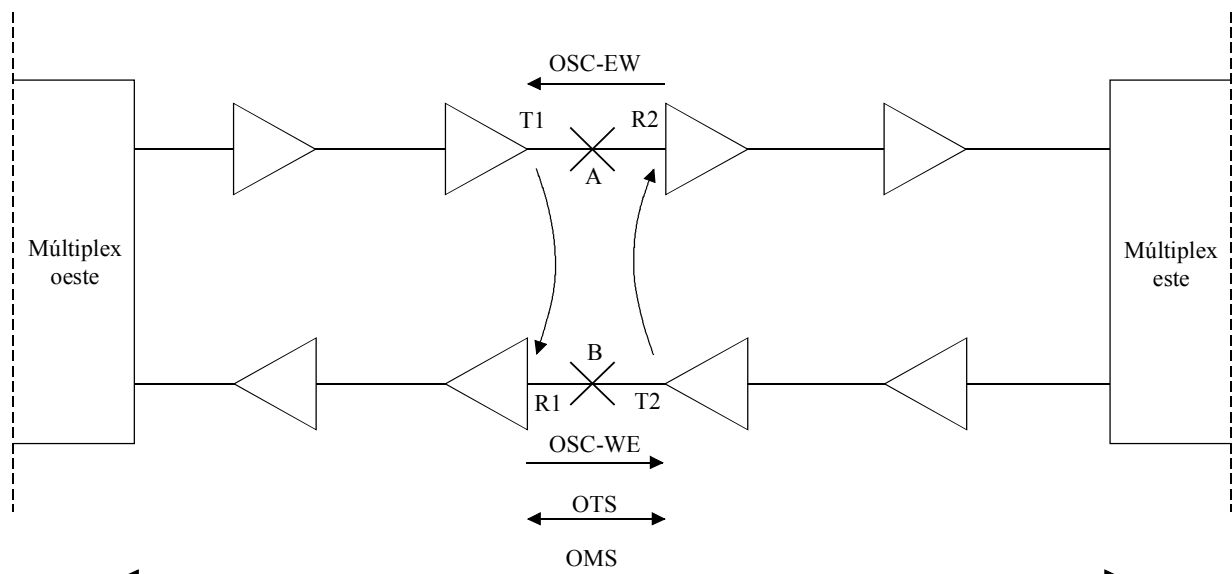 OSC-EW
T1
R2
A
Múltiplex
oeste
Múltiplex
este
B
R1
T2
OSC-WE
OTS
OMS